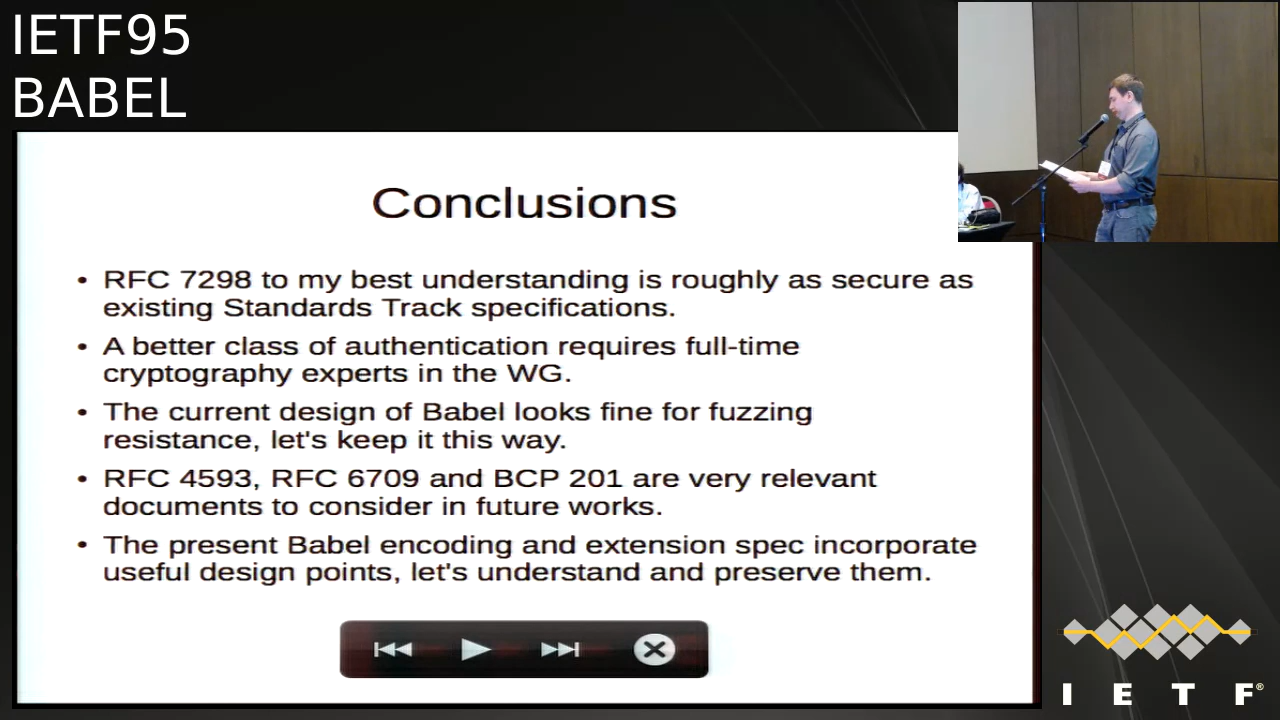 IETF95
BABEL
Conclusions
• RFC 7298 to my best understanding is roughly as secure as
existing Standards Track specifications.
• A better class of authentication requires full-time
cryptography experts in the WG.
• The current design of Babel looks fine for fuzzing
resistance, let's keep it this way.
• RFC 4593, RFC 6709 and BCP 201 are very relevant
documents to consider in future works.
• The present Babel encoding and extension spec incorporate
useful design points, let's understand and preserve them.
I E T F®